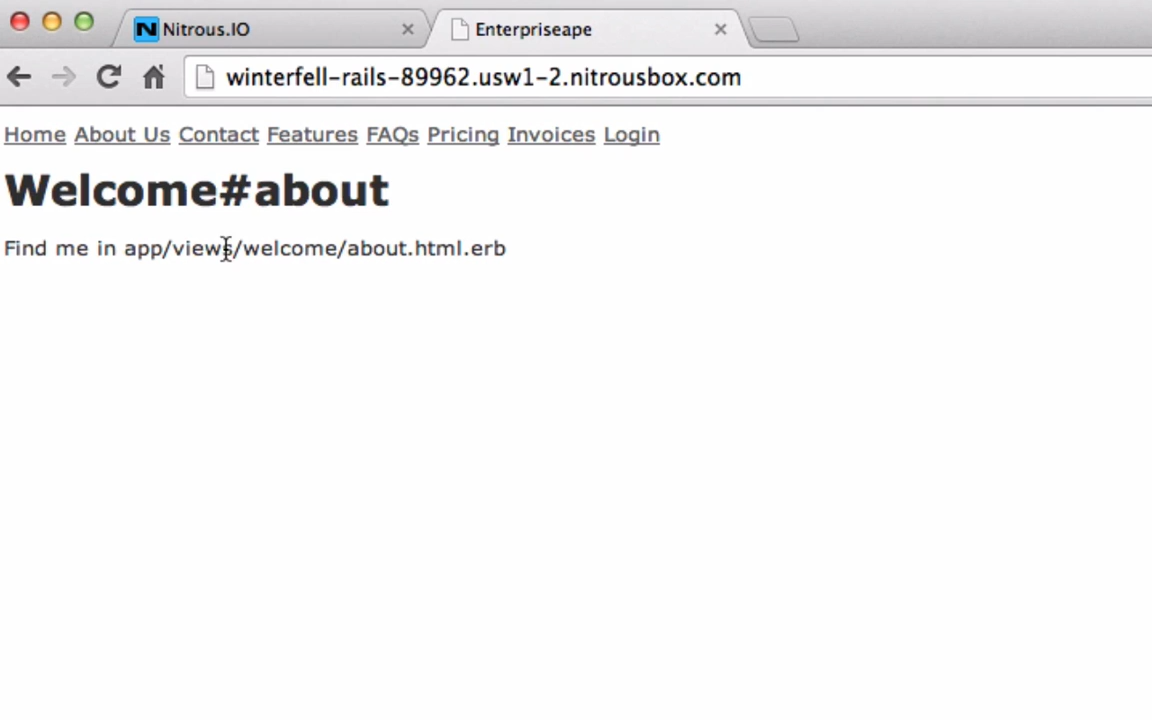 Nitrous.IO
Enterpriseape
winterfell-rails-89962.usw1-2.nitrousbox.com
Home About Us Contact Features FAQs Pricing Invoices Login
Welcome#about
Find me in app/views/welcome/about.html.erb